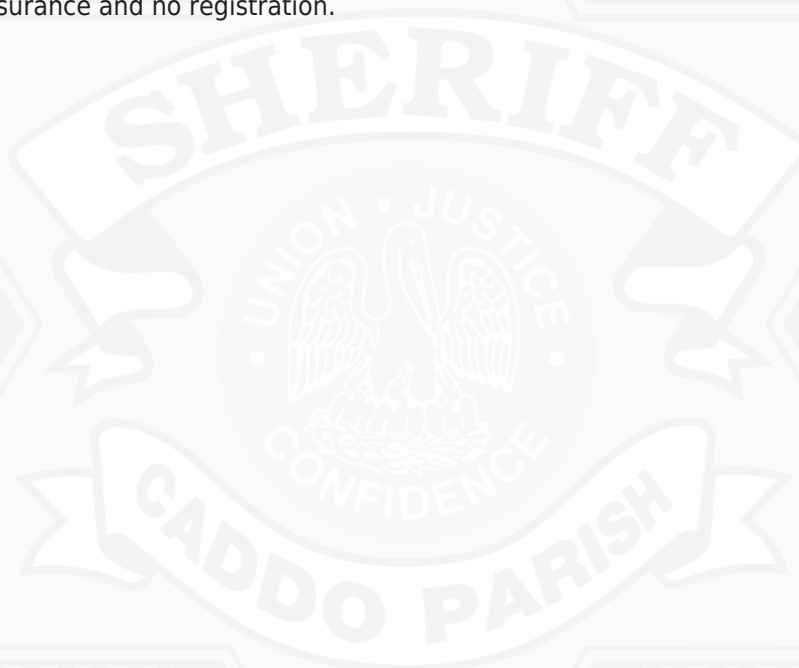 surance and no registration.
SHERIFF
UNION • JUSTICE
• CONFIDENCE •
CADDO PARISH